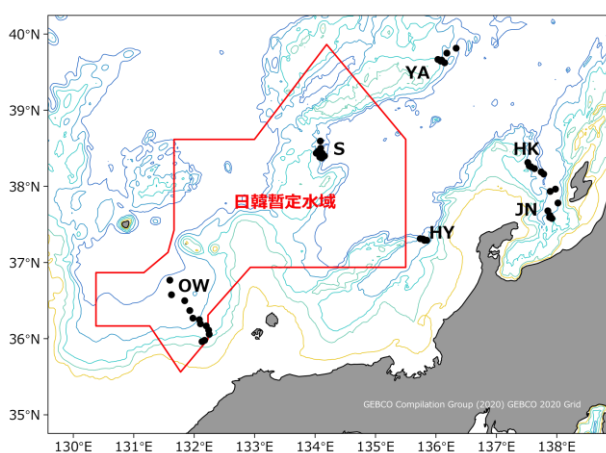 40°N
YA
39°N
S
HK
38°N
日韓暫定水域
JN
HY
37°N
OW
36°N
GEBCO Compilation Group (2020) GEBCO 2020 Grid
35°N
130°E 131°E 132°E 133°E 134°E 135°E 136°E 137°E 138°E